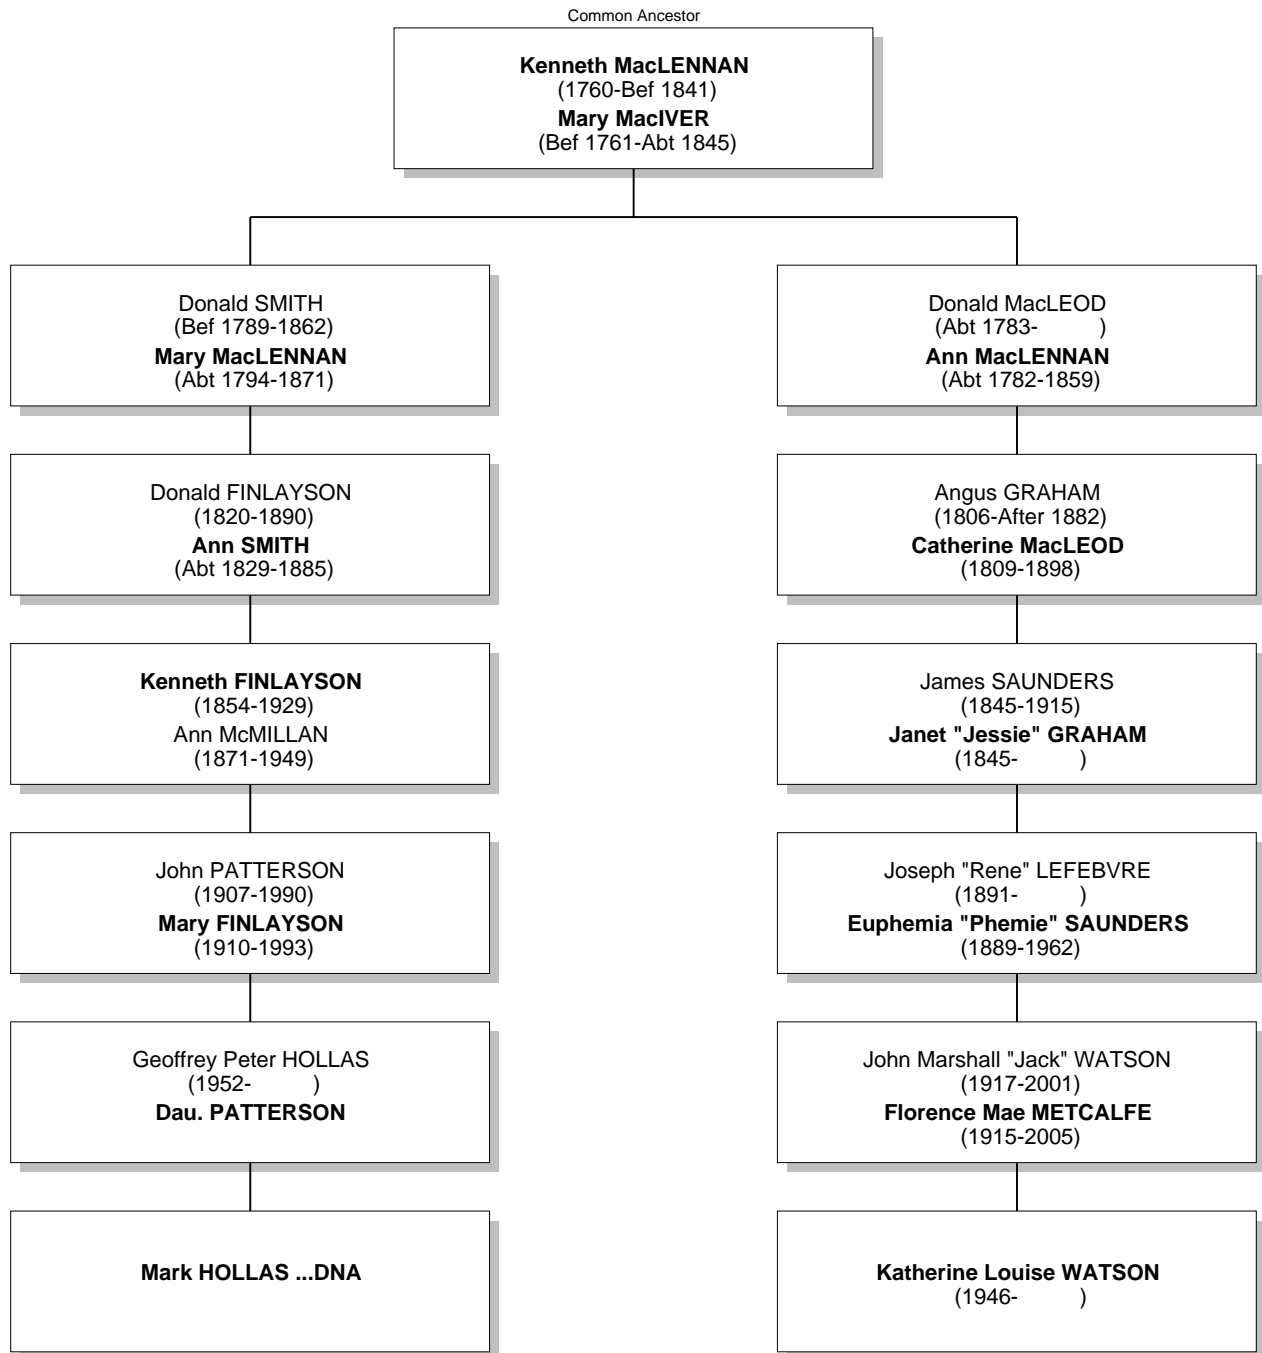 Common Ancestor
Kenneth MacLENNAN
(1760-Bef 1841)
Mary MacIVER
(Bef 1761-Abt 1845)
Donald SMITH
(Bef 1789-1862)
Mary MacLENNAN
(Abt 1794-1871)
Donald MacLEOD
(Abt 1783- )
Ann MacLENNAN
(Abt 1782-1859)
Donald FINLAYSON
(1820-1890)
Ann SMITH
(Abt 1829-1885)
Angus GRAHAM
(1806-After 1882)
Catherine MacLEOD
(1809-1898)
Kenneth FINLAYSON
(1854-1929)
Ann McMILLAN
(1871-1949)
James SAUNDERS
(1845-1915)
Janet "Jessie" GRAHAM
(1845- )
John PATTERSON
(1907-1990)
Mary FINLAYSON
(1910-1993)
Joseph "Rene" LEFEBVRE
(1891- )
Euphemia "Phemie" SAUNDERS
(1889-1962)
Geoffrey Peter HOLLAS
(1952- )
Dau. PATTERSON
John Marshall "Jack" WATSON
(1917-2001)
Florence Mae METCALFE
(1915-2005)
Mark HOLLAS ...DNA
Katherine Louise WATSON
(1946- )